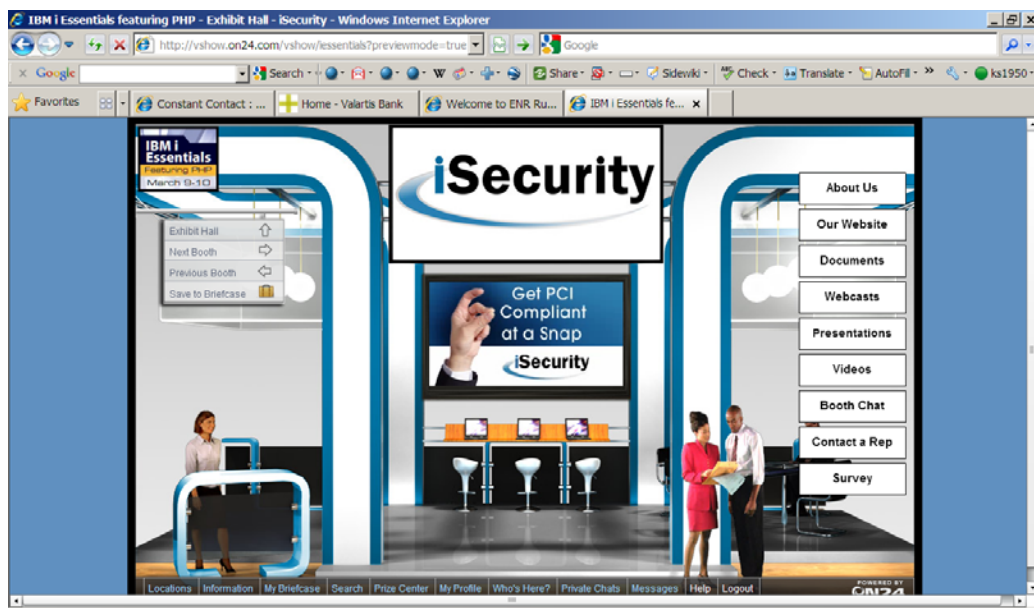 IBM i Essentials featuring PHP - Exhibit Hall - iSecurity - Windows Internet Explorer
http://vshow.on24.com/vshow/iessentials?previewmode=true
Google
x Google
Search
W
Share
Sidewiki
Check
Translate
AutoFill
ks1950
Favorites
Constant Contact : ...
Home - Valartis Bank
Welcome to ENR Ru...
IBM i Essentials fe... x
IBM i
Essentials
Featuring PHP
March 9-10
iSecurity
Exhibit Hall
Next Booth
Previous Booth
Save to Briefcase
Get PCI
Compliant
at a Snap
iSecurity
About Us
Our Website
Documents
Webcasts
Presentations
Videos
Booth Chat
Contact a Rep
Survey
Locations Information My Briefcase Search Prize Center My Profile Who's Here? Private Chats Messages Help Logout
POWERED BY
ON24